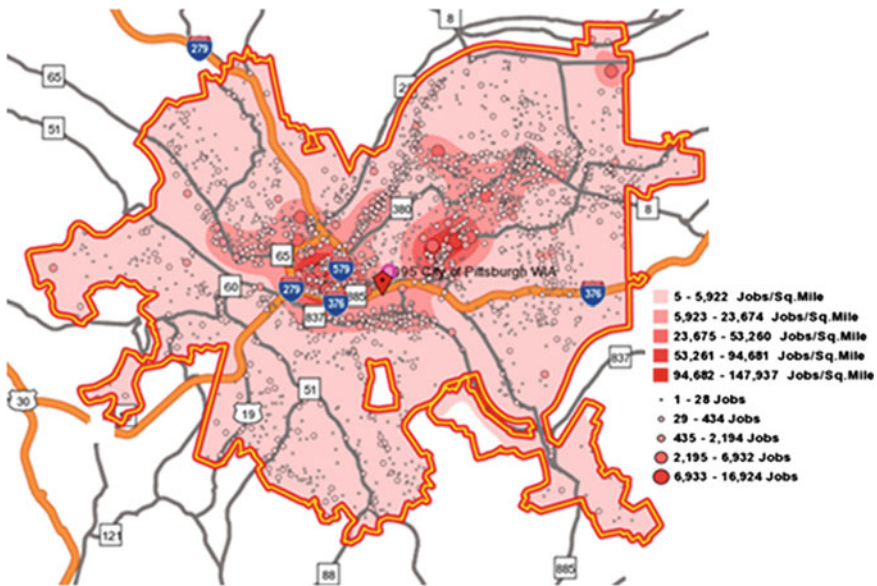 8
279
65
28
51
380
8
65
579
095 City of Pittsburgh WIA
60
279
885
376
376
837
837
51
30
19
121
88
885
5 - 5,922 Jobs/Sq.Mile
5,923 - 23,674 Jobs/Sq.Mile
23,675 - 53,260 Jobs/Sq.Mile
53,261 - 94,681 Jobs/Sq.Mile
94,682 - 147,937 Jobs/Sq.Mile
1 - 28 Jobs
29 - 434 Jobs
435 - 2,194 Jobs
2,195 - 6,932 Jobs
6,933 - 16,924 Jobs